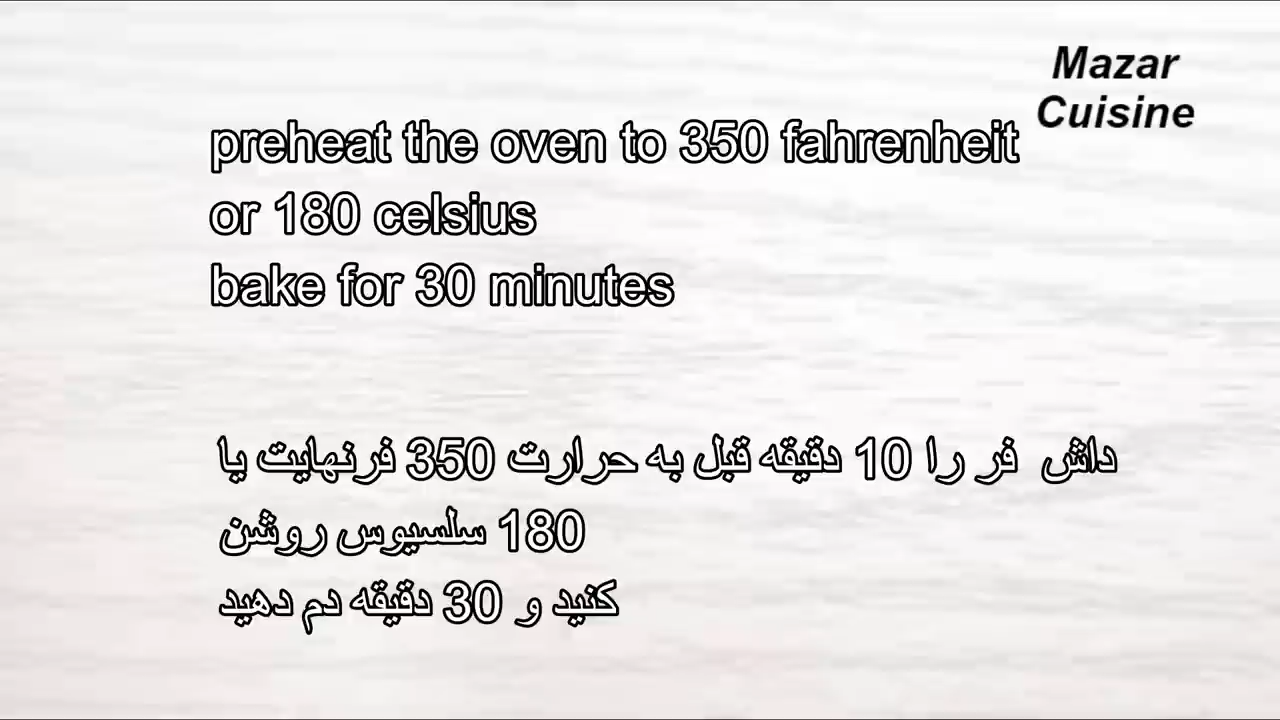 Mazar
Cuisine
preheat the oven to 350 fahrenheit
or 180 celsius
bake for 30 minutes
داش فر را 10 دقیقه قبل به حرارت 350 فرنهایت یا
180 سلسیوس روشن
کنید و 30 دقیقه دم دهید